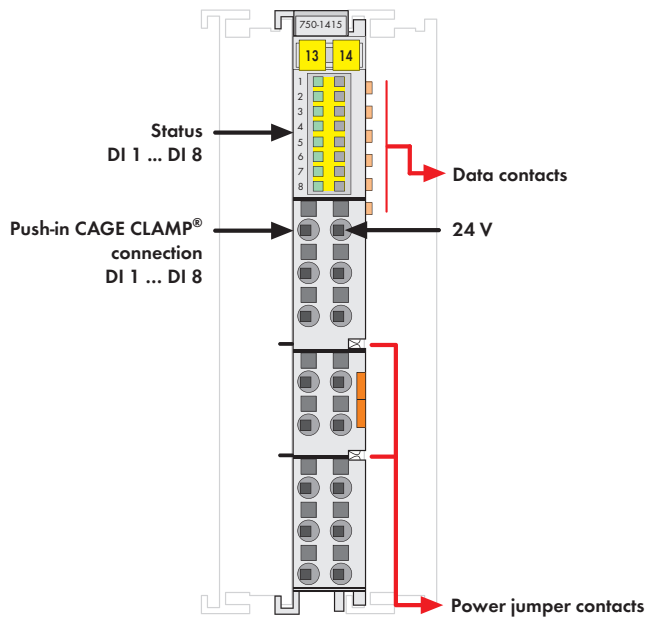 750-1415
13 14
1
2
3
4
5
6
7
8
Status
DI 1 ... DI 8
Data contacts
Push-in CAGE CLAMP®
connection
DI 1 ... DI 8
24 V
Power jumper contacts